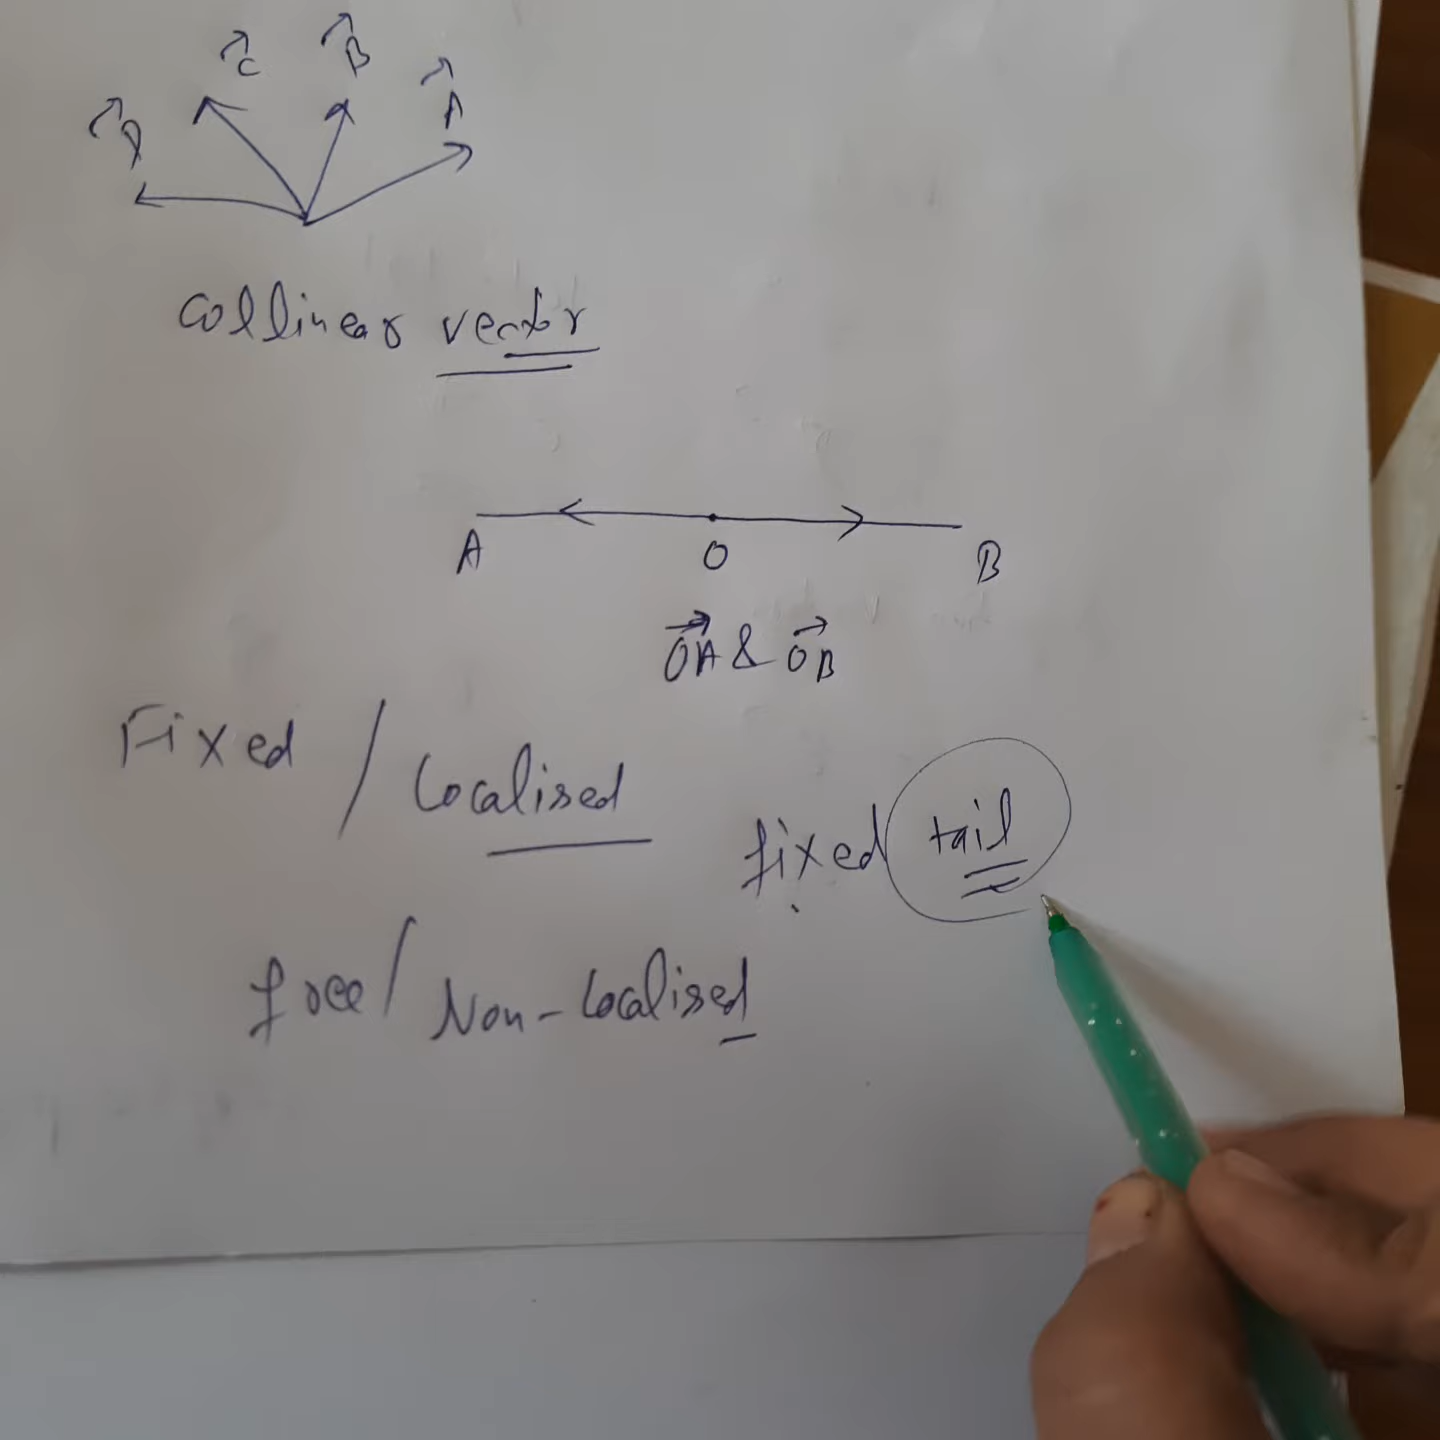 D C B A
Collinear vector
A O B
OA & OB
Fixed / Localised
fixed tail
free / Non-Localised